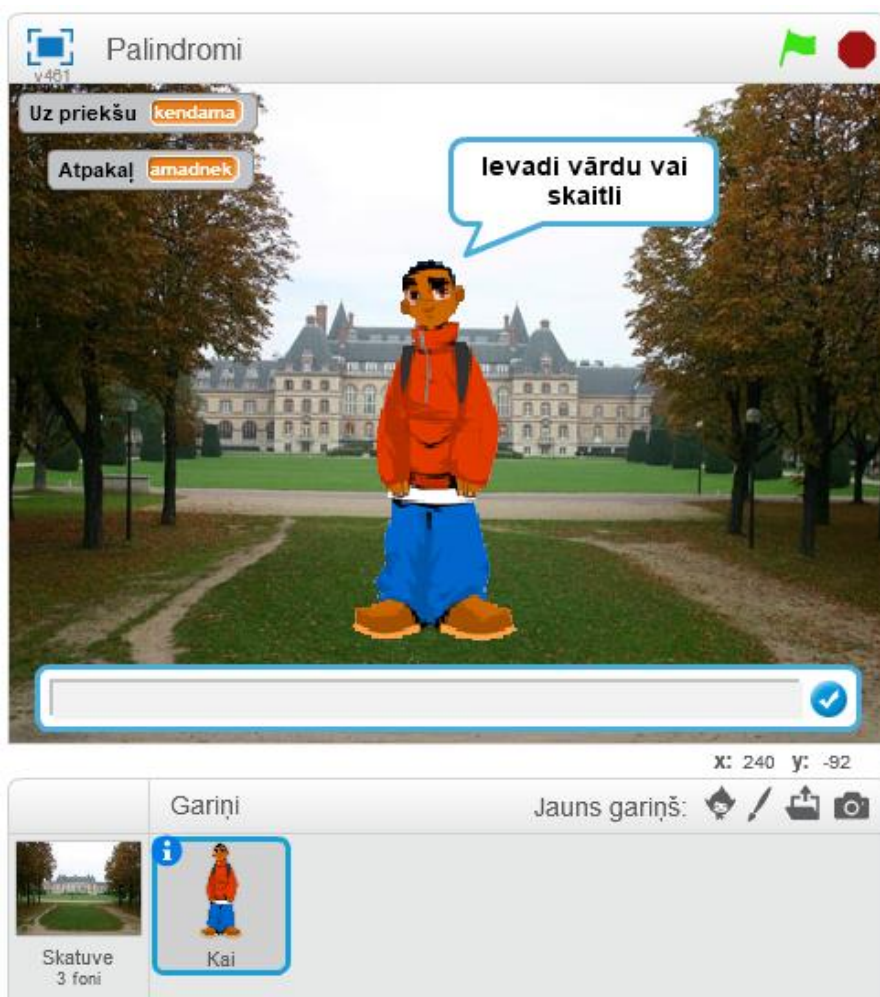 Palindromi
v461
Uz priekšu kendama
Atpakaļ amadnek
Ievadi vārdu vai
skaitli
x: 240 y: -92
Gariņi
Jauns gariņš:
Skatuve
3 foni
Kai